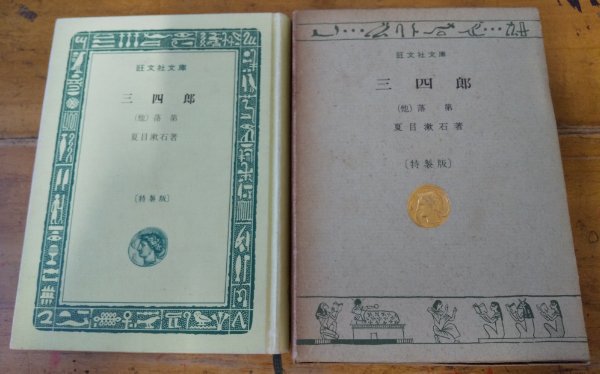 旺文社文庫
三四郎
(他) 落第
夏目漱石著
〔特製版〕
旺文社文庫
三四郎
(他) 落第
夏目漱石著
〔特製版〕